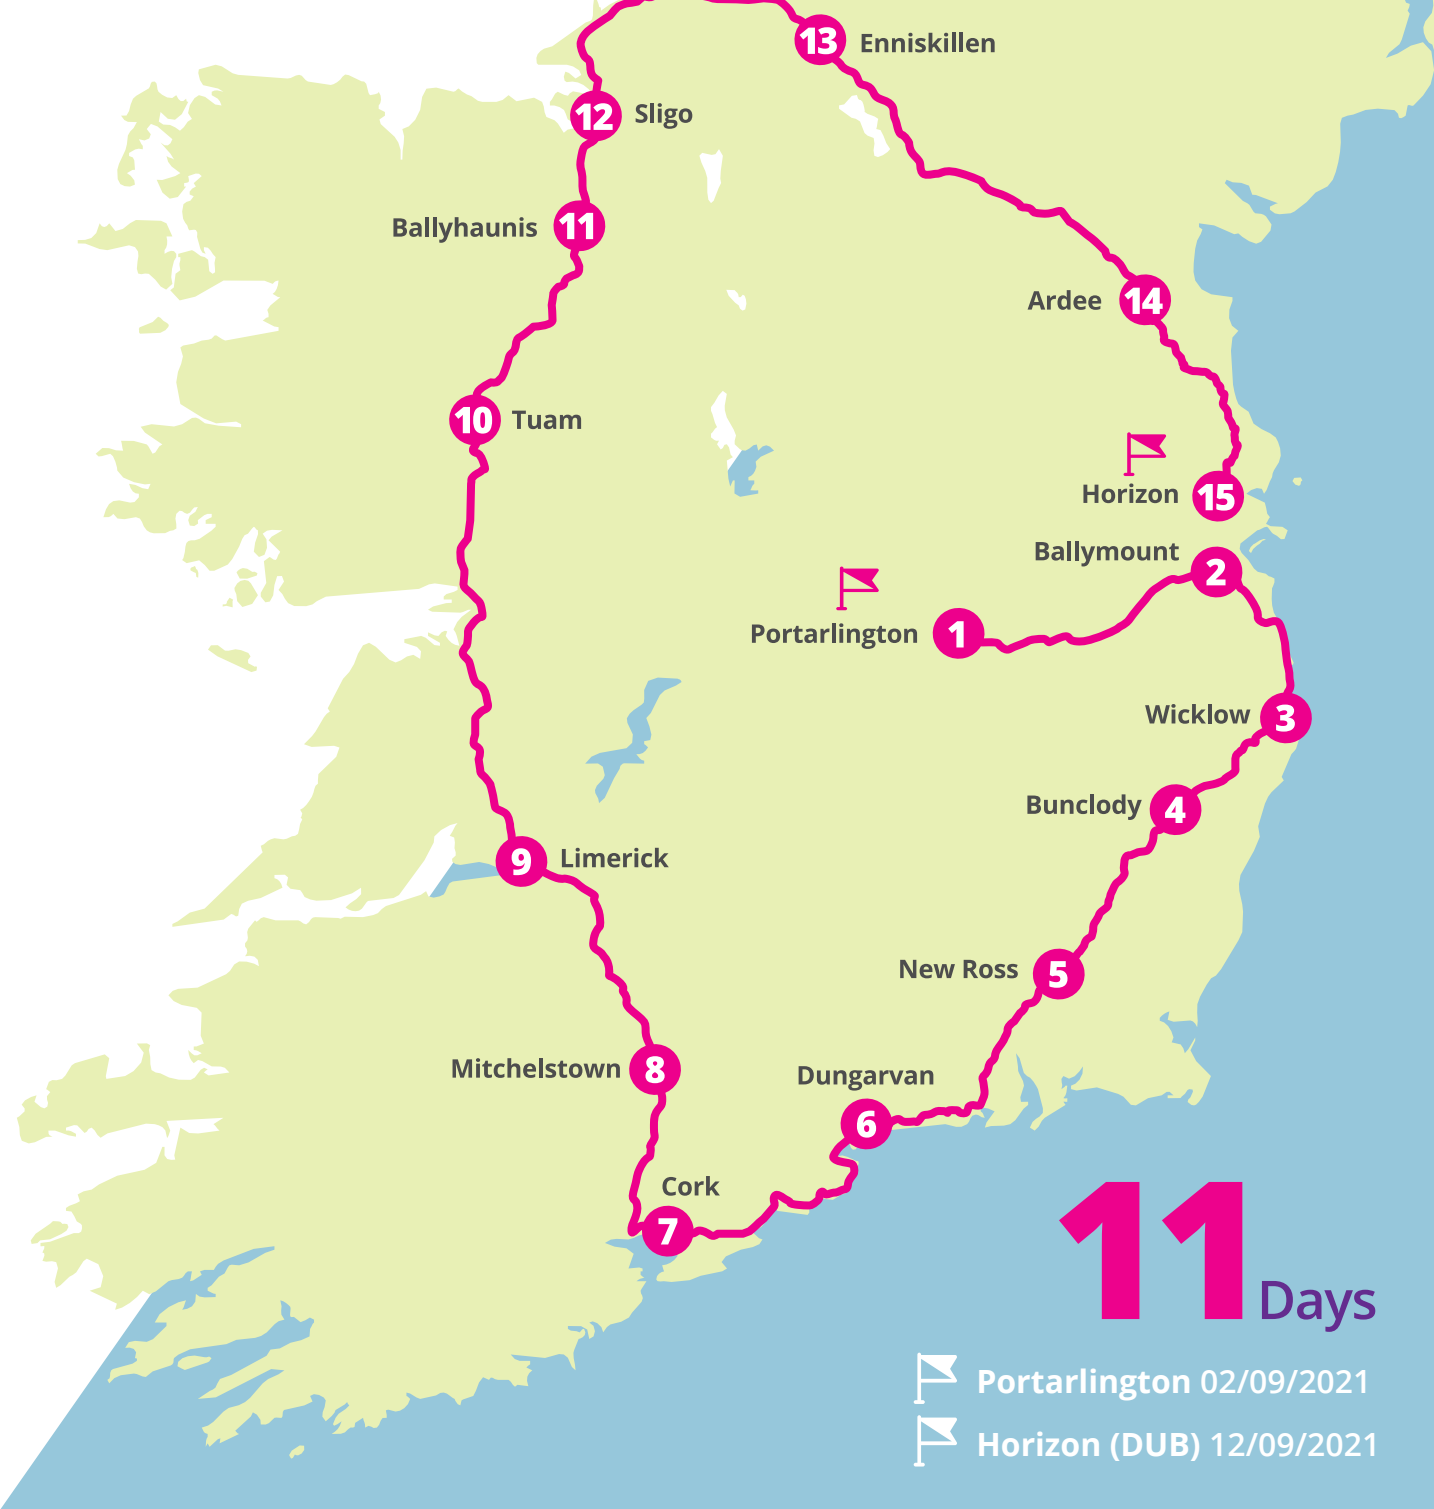 13 Enniskillen
12 Sligo
Ballyhaunis 11
Ardee 14
10 Tuam
Horizon 15
Ballymount 2
Portarlington 1
Wicklow 3
Bunclody 4
9 Limerick
New Ross 5
Mitchelstown 8
Dungarvan
6
Cork
7
11 Days
Portarlington 02/09/2021
Horizon (DUB) 12/09/2021